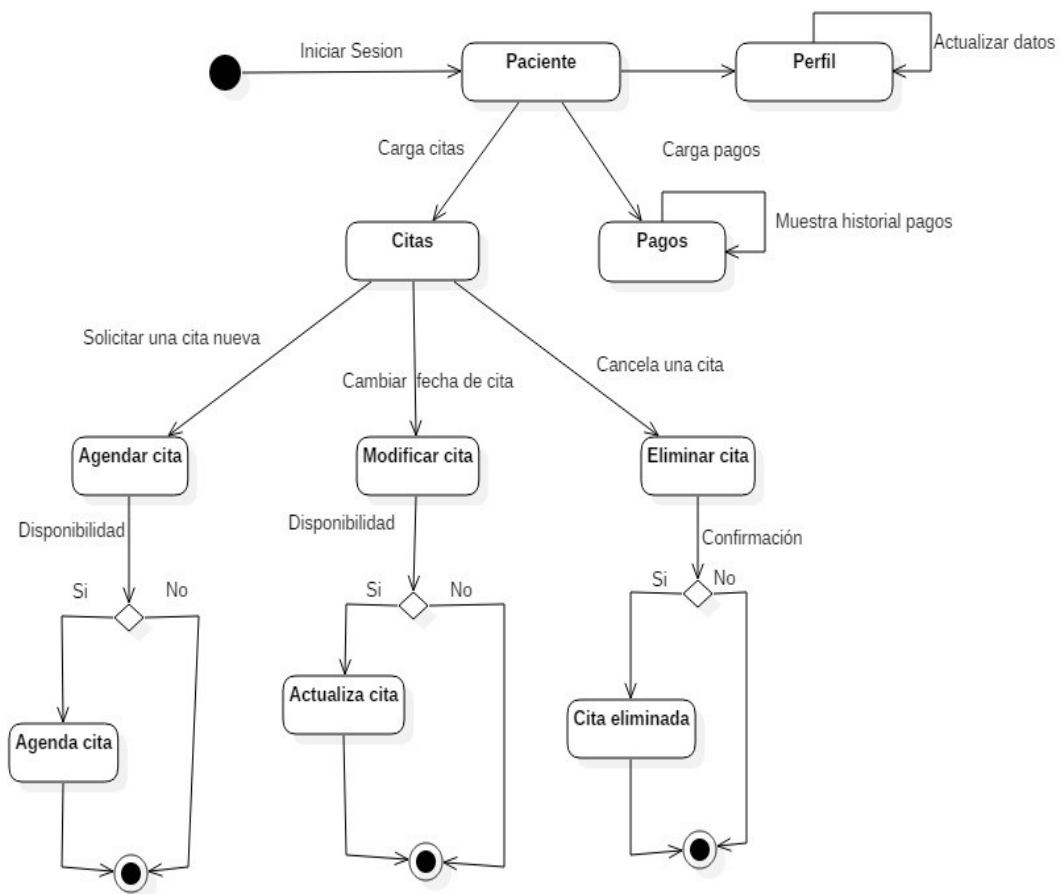 Iniciar Sesion
Paciente
Perfil
Actualizar datos
Carga citas
Carga pagos
Citas
Pagos
Muestra historial pagos
Solicitar una cita nueva
Cambiar fecha de cita
Cancela una cita
Agendar cita
Modificar cita
Eliminar cita
Disponibilidad
Disponibilidad
Confirmación
Si
No
Si
No
Si
No
Agenda cita
Actualiza cita
Cita eliminada